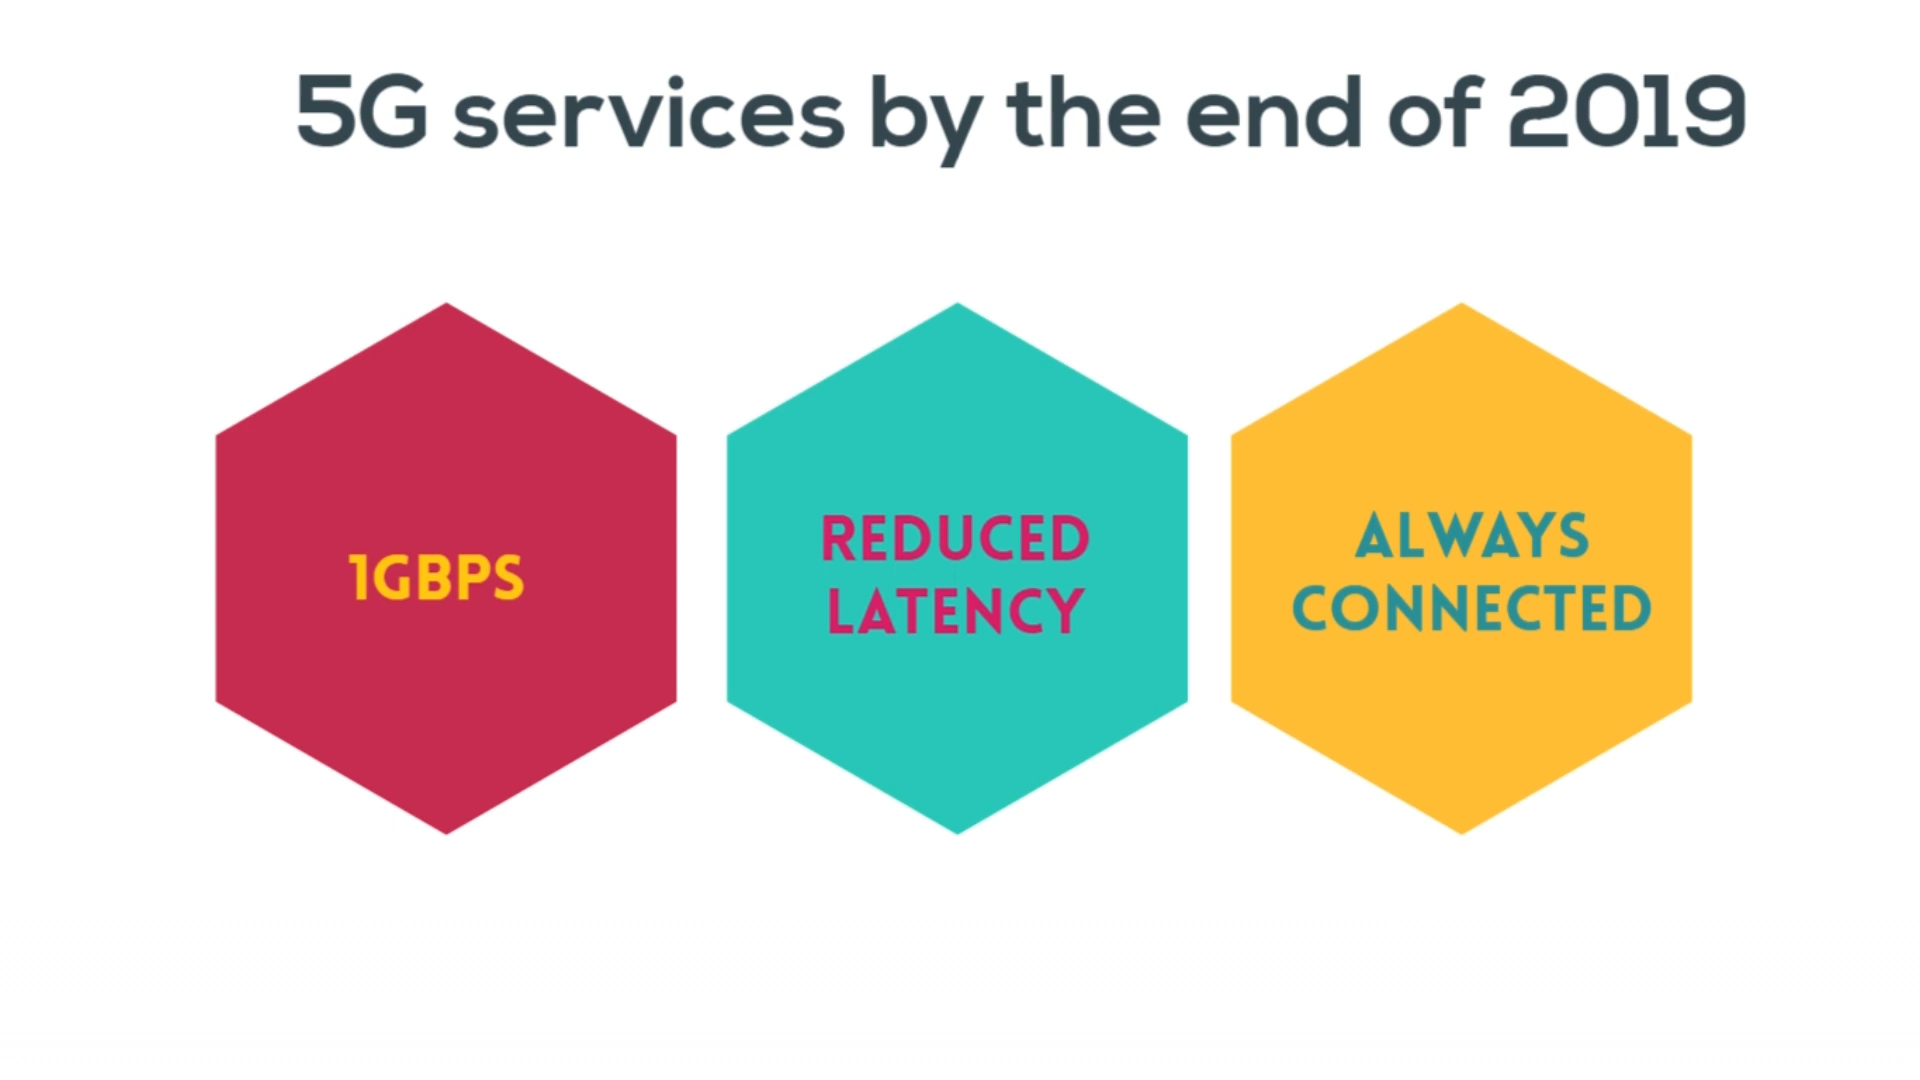 5G services by the end of 2019
1GBPS
REDUCED
LATENCY
ALWAYS
CONNECTED